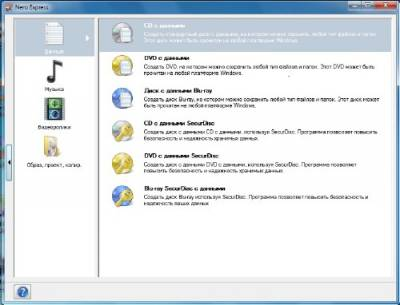 Nero Express
Данные
Музыка
Видеоролики
Образ, проект, копия
CD с данными
Создать стандартный диск с данными, на котором можно сохранить любой тип файлов и папок.
Этот диск может быть прочитан на любой платформе Windows.
DVD с данными
Создать DVD, на котором можно сохранить любой тип файлов и папок. Этот DVD может быть
прочитан на любой платформе Windows.
Диск с данными Blu-ray
Создать диск Blu-ray, на котором можно сохранить любой тип файлов и папок. Этот диск может
быть прочитан на любой платформе Windows.
CD с данными SecurDisc
Создать диск с данными CD с данными, используя SecurDisc. Программа позволяет повысить
безопасность и надежность хранимых данных.
DVD с данными SecurDisc
Создать диск с данными DVD с данными, используя SecurDisc. Программа позволяет
повысить безопасность и надежность хранимых данных
Blu-ray SecurDisc с данными
Создать диск Blu-ray используя SecurDisc. Программа позволяет повысить безопасность и
надежность ваших данных